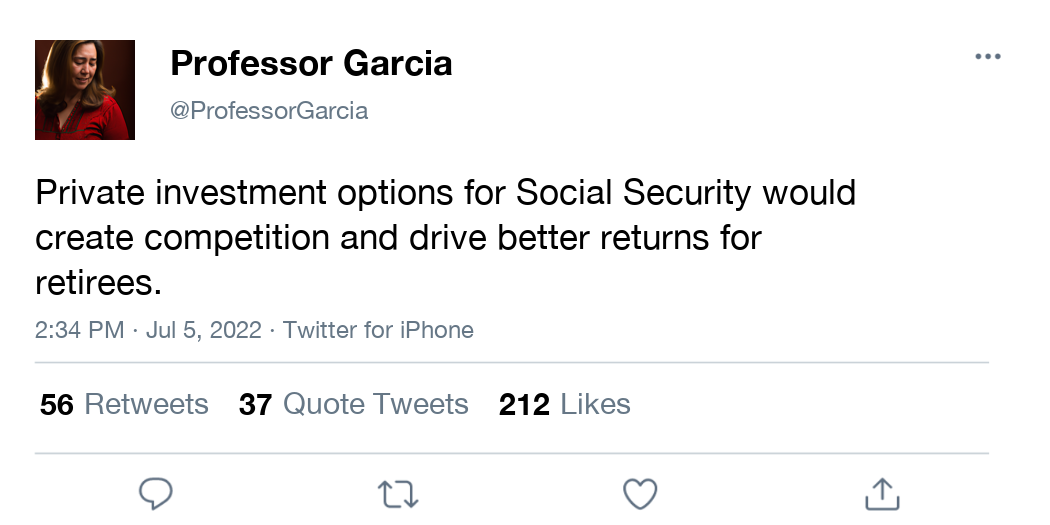 Professor Garcia
@ProfessorGarcia
Private investment options for Social Security would
create competition and drive better returns for
retirees.
2:34 PM · Jul 5, 2022 · Twitter for iPhone
56 Retweets 37 Quote Tweets 212 Likes